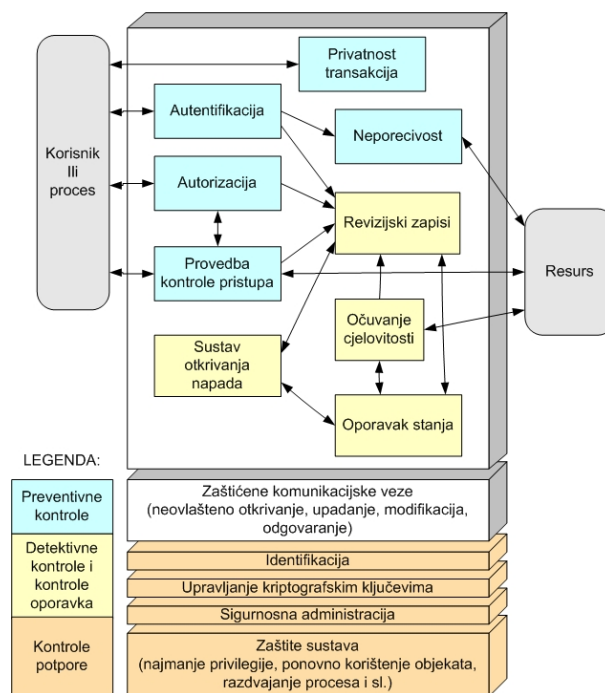 Privatnost
transakcija
Autentifikacija
Neporecivost
Korisnik
Ili
proces
Autorizacija
Revizijski zapisi
Provedba
kontrole pristupa
Resurs
Očuvanje
cjelovitosti
Sustav
otkrivanja
napada
Oporavak stanja
LEGENDA:
Preventivne
kontrole
Zaštićene komunikacijske veze
(neovlašteno otkrivanje, upadanje, modifikacija,
odgovaranje)
Detektivne
kontrole i
kontrole
oporavka
Identifikacija
Upravljanje kriptografskim ključevima
Sigurnosna administracija
Kontrole
potpore
Zaštite sustava
(najmanje privilegije, ponovno korištenje objekata,
razdvajanje procesa i sl.)